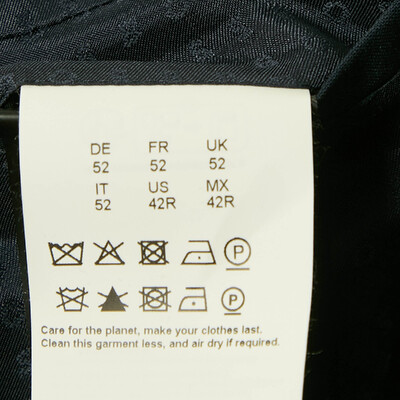 DE FR UK
52 52 52
IT US MX
52 42R 42R
P
P
Care for the planet, make your clothes last.
Clean this garment less, and air dry if required.